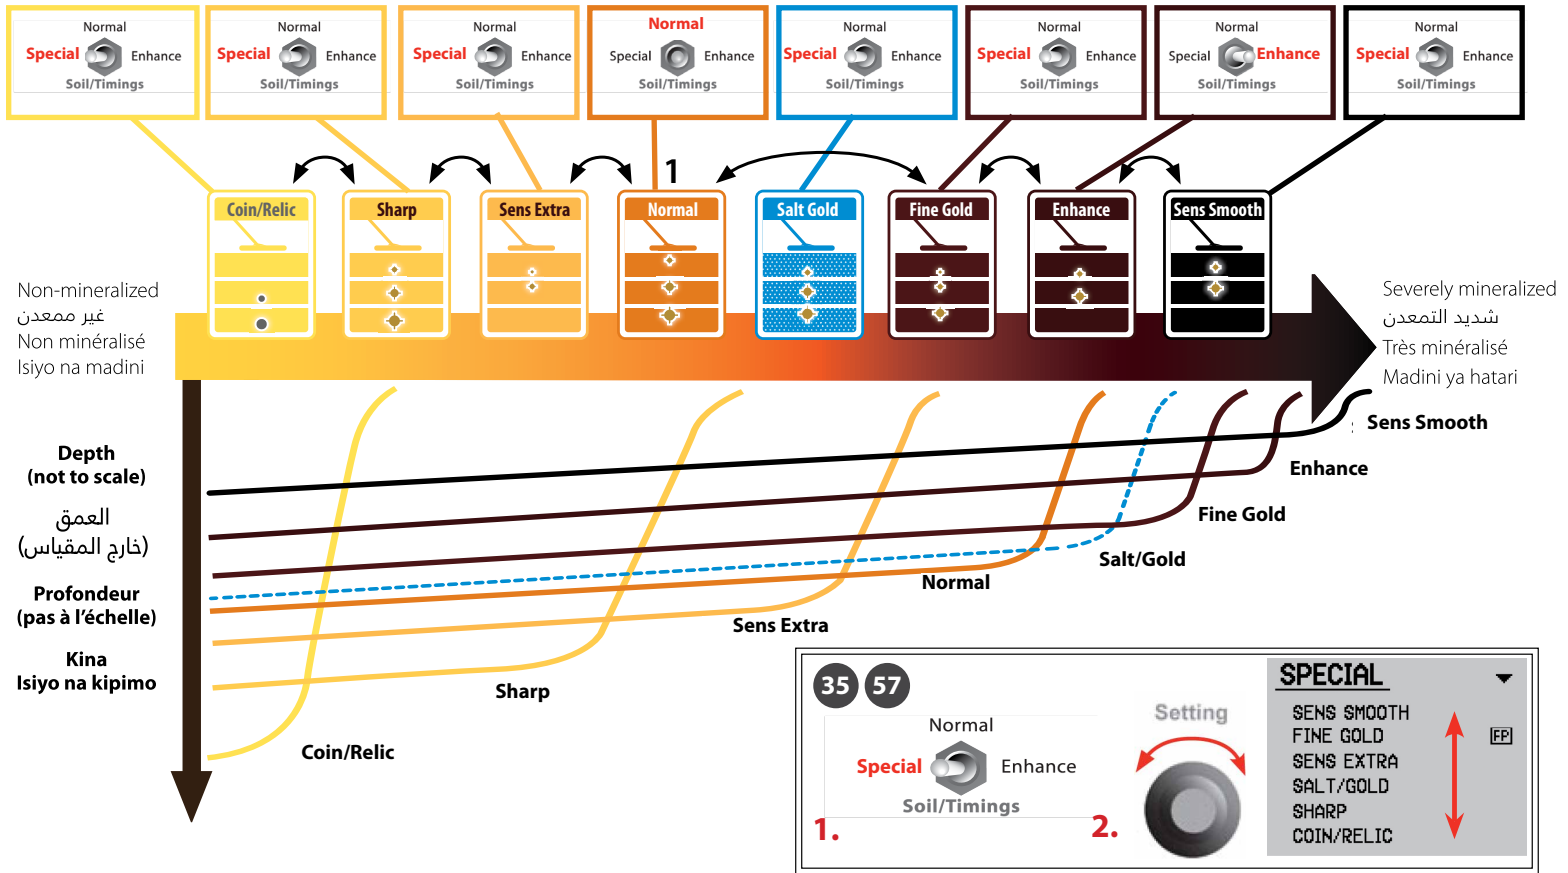 Normal
Special Enhance
Soil/Timings
Normal
Special Enhance
Soil/Timings
Normal
Special Enhance
Soil/Timings
Normal
Special Enhance
Soil/Timings
Normal
Special Enhance
Soil/Timings
Normal
Special Enhance
Soil/Timings
Normal
Special Enhance
Soil/Timings
Normal
Special Enhance
Soil/Timings
1
Coin/Relic
Sharp
Sens Extra
Normal
Salt Gold
Fine Gold
Enhance
Sens Smooth
Non-mineralized
غير ممعدن
Non minéralisé
Isiyo na madini
Severely mineralized
شديد التمعدن
Très minéralisé
Madini ya hatari
Depth
(not to scale)
العمق
(خارج المقياس)
Profondeur
(pas à l’échelle)
Kina
Isiyo na kipimo
Sens Smooth
Enhance
Fine Gold
Salt/Gold
Normal
Sens Extra
Sharp
Coin/Relic
35 57
Normal
Special Enhance
Soil/Timings
1.
Setting
2.
SPECIAL
SENS SMOOTH
FINE GOLD FP
SENS EXTRA
SALT/GOLD
SHARP
COIN/RELIC